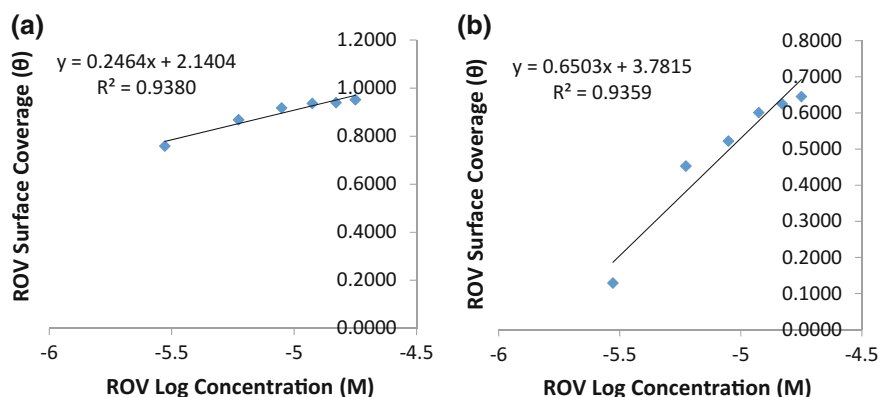 (a)
ROV Surface Coverage (θ)
y = 0.2464x + 2.1404
R² = 0.9380
1.2000
1.0000
0.8000
0.6000
0.4000
0.2000
0.0000
-6
-5.5
-5
-4.5
ROV Log Concentration (M)
(b)
ROV Surface Coverage (θ)
y = 0.6503x + 3.7815
R² = 0.9359
0.8000
0.7000
0.6000
0.5000
0.4000
0.3000
0.2000
0.1000
0.0000
-6
-5.5
-5
-4.5
ROV Log Concentration (M)